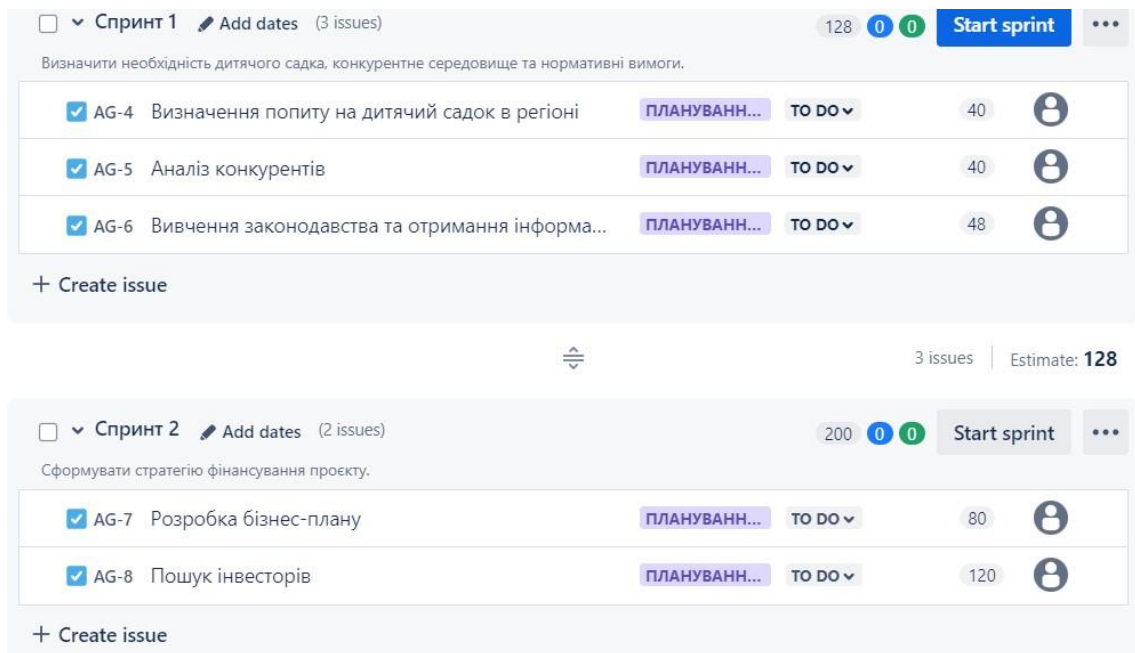 Спринт 1 Add dates (3 issues) 128 0 0 Start sprint
Визначити необхідність дитячого садка, конкурентне середовище та нормативні вимоги.
AG-4 Визначення попиту на дитячий садок в регіоні ПЛАНУВАНН... TO DO 40
AG-5 Аналіз конкурентів ПЛАНУВАНН... TO DO 40
AG-6 Вивчення законодавства та отримання інформа... ПЛАНУВАНН... TO DO 48
+ Create issue
3 issues Estimate: 128
Спринт 2 Add dates (2 issues) 200 0 0 Start sprint
Сформувати стратегію фінансування проєкту.
AG-7 Розробка бізнес-плану ПЛАНУВАНН... TO DO 80
AG-8 Пошук інвесторів ПЛАНУВАНН... TO DO 120
+ Create issue